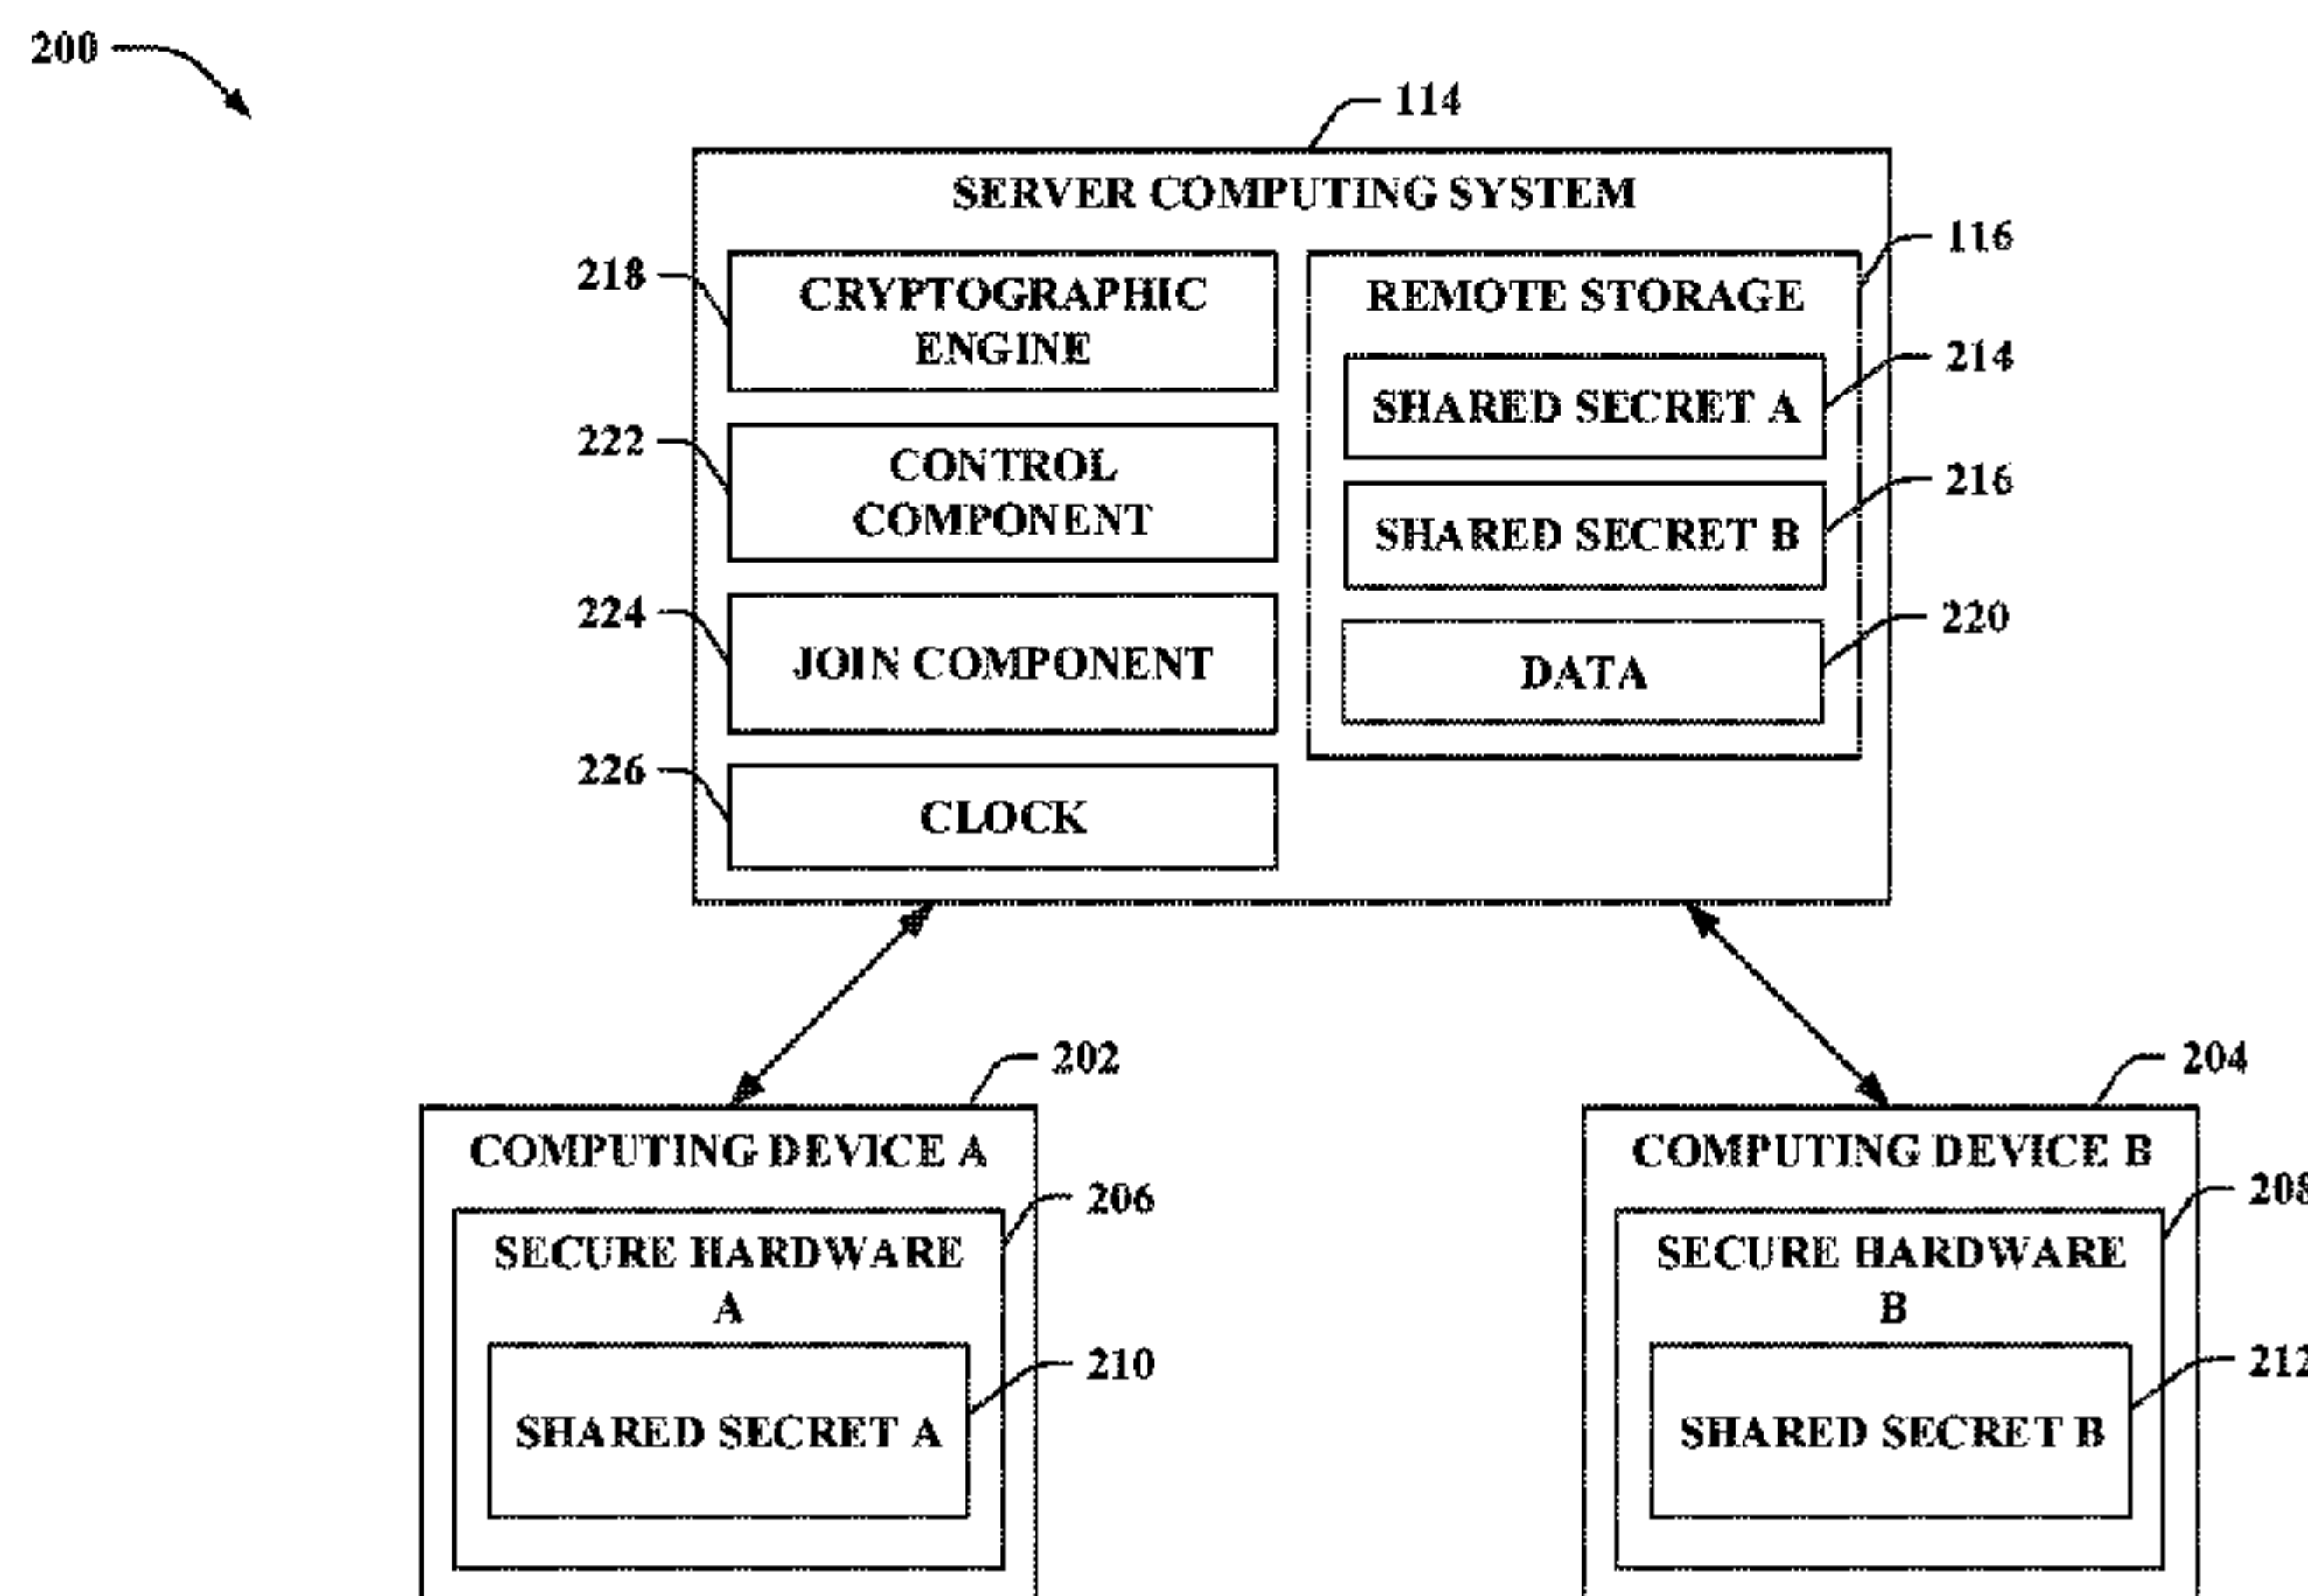 200
114
SERVER COMPUTING SYSTEM
116
218
CRYPTOGRAPHIC
ENGINE
REMOTE STORAGE
214
SHARED SECRET A
222
CONTROL
COMPONENT
216
SHARED SECRET B
224
JOIN COMPONENT
220
DATA
226
CLOCK
202
COMPUTING DEVICE A
206
SECURE HARDWARE
A
210
SHARED SECRET A
204
COMPUTING DEVICE B
208
SECURE HARDWARE
B
212
SHARED SECRET B